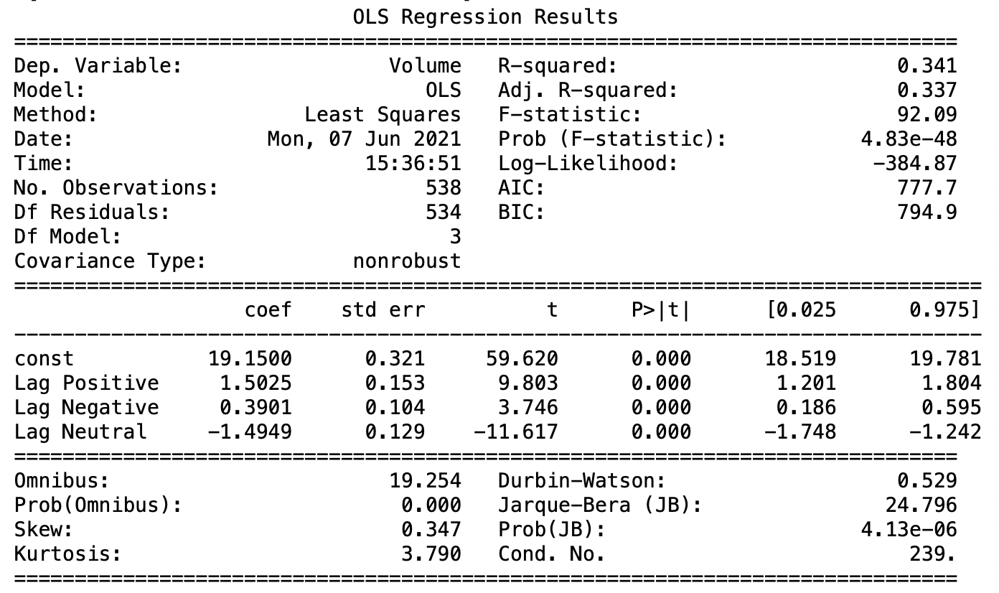 OLS Regression Results
==============================================================================
Dep. Variable:                 Volume   R-squared:                       0.341
Model:                            OLS   Adj. R-squared:                  0.337
Method:                 Least Squares   F-statistic:                     92.09
Date:                Mon, 07 Jun 2021   Prob (F-statistic):           4.83e-48
Time:                        15:36:51   Log-Likelihood:                -384.87
No. Observations:                 538   AIC:                             777.7
Df Residuals:                     534   BIC:                             794.9
Df Model:                           3
Covariance Type:            nonrobust
================================================================================
                   coef    std err          t      P>|t|      [0.025      0.975]
--------------------------------------------------------------------------------
const           19.1500      0.321     59.620      0.000      18.519      19.781
Lag Positive     1.5025      0.153      9.803      0.000       1.201       1.804
Lag Negative     0.3901      0.104      3.746      0.000       0.186       0.595
Lag Neutral     -1.4949      0.129    -11.617      0.000      -1.748      -1.242
==============================================================================
Omnibus:                       19.254   Durbin-Watson:                   0.529
Prob(Omnibus):                  0.000   Jarque-Bera (JB):               24.796
Skew:                           0.347   Prob(JB):                     4.13e-06
Kurtosis:                       3.790   Cond. No.                         239.
==============================================================================